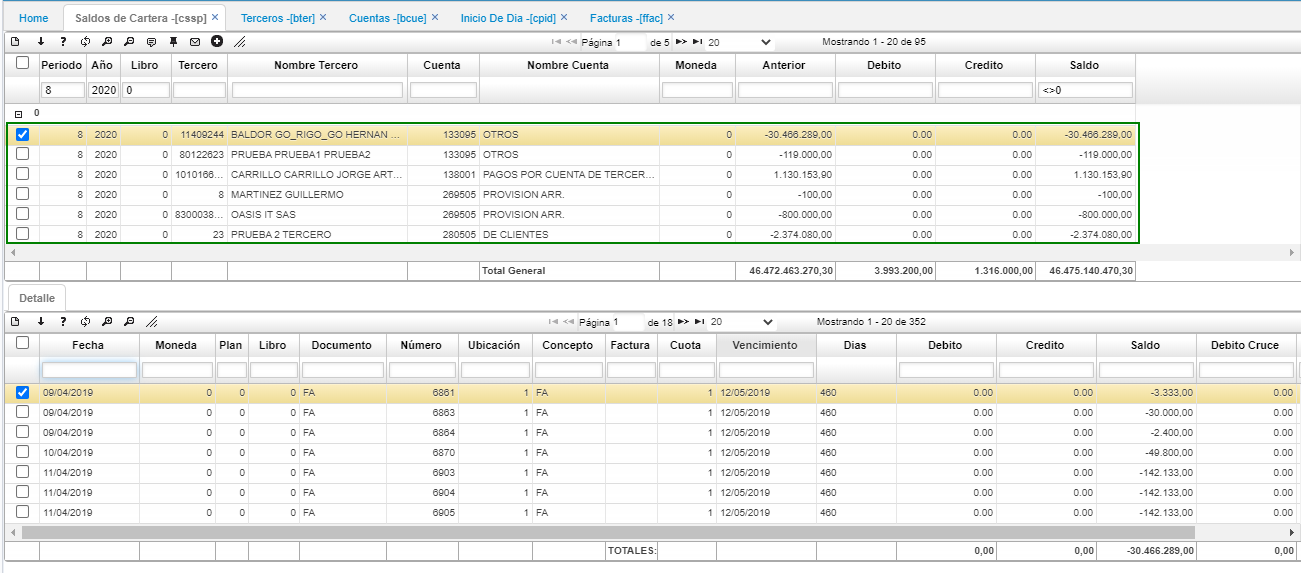 Home Saldos de Cartera -[cssp] × Terceros -[bter] × Cuentas -[bcue] × Inicio De Dia -[cpid] × Facturas -[ffac] ×
Página 1 de 5 20 Mostrando 1 - 20 de 95
Periodo Año Libro Tercero Nombre Tercero Cuenta Nombre Cuenta Moneda Anterior Debito Credito Saldo
8 2020 0 <>0
0
8 2020 0 11409244 BALDOR GO_RIGO_GO HERNAN ... 133095 OTROS 0 -30.466.289,00 0.00 0.00 -30.466.289,00
8 2020 0 80122623 PRUEBA PRUEBA1 PRUEBA2 133095 OTROS 0 -119.000,00 0.00 0.00 -119.000,00
8 2020 0 1010166... CARRILLO CARRILLO JORGE ART... 138001 PAGOS POR CUENTA DE TERCER... 0 1.130.153,90 0.00 0.00 1.130.153,90
8 2020 0 8 MARTINEZ GUILLERMO 269505 PROVISION ARR. 0 -100,00 0.00 0.00 -100,00
8 2020 0 8300038... OASIS IT SAS 269505 PROVISION ARR. 0 -800.000,00 0.00 0.00 -800.000,00
8 2020 0 23 PRUEBA 2 TERCERO 280505 DE CLIENTES 0 -2.374.080,00 0.00 0.00 -2.374.080,00
Total General 46.472.463.270,30 3.993.200,00 1.316.000,00 46.475.140.470,30
Detalle
Página 1 de 18 20 Mostrando 1 - 20 de 352
Fecha Moneda Plan Libro Documento Número Ubicación Concepto Factura Cuota Vencimiento Dias Debito Credito Saldo Debito Cruce
09/04/2019 0 0 0 FA 6861 1 FA 1 12/05/2019 460 0.00 0.00 -3.333,00 0.00
09/04/2019 0 0 0 FA 6863 1 FA 1 12/05/2019 460 0.00 0.00 -30.000,00 0.00
09/04/2019 0 0 0 FA 6864 1 FA 1 12/05/2019 460 0.00 0.00 -2.400,00 0.00
10/04/2019 0 0 0 FA 6870 1 FA 1 12/05/2019 460 0.00 0.00 -49.800,00 0.00
11/04/2019 0 0 0 FA 6903 1 FA 1 12/05/2019 460 0.00 0.00 -142.133,00 0.00
11/04/2019 0 0 0 FA 6904 1 FA 1 12/05/2019 460 0.00 0.00 -142.133,00 0.00
11/04/2019 0 0 0 FA 6905 1 FA 1 12/05/2019 460 0.00 0.00 -142.133,00 0.00
TOTALES: 0,00 0,00 -30.466.289,00 0,00